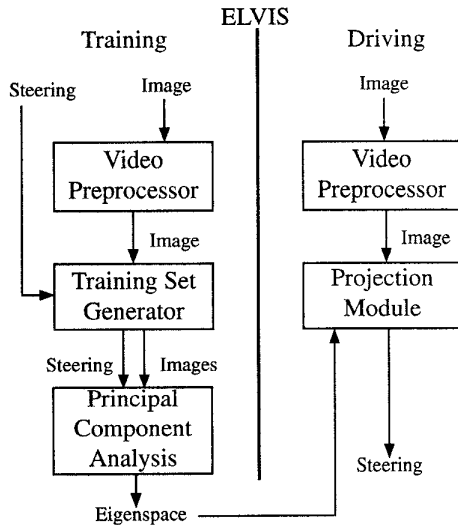 ELVIS
Training
Driving
Steering
Image
Video
Preprocessor
Image
Training Set
Generator
Steering
Images
Principal
Component
Analysis
Eigenspace
Image
Video
Preprocessor
Image
Projection
Module
Steering